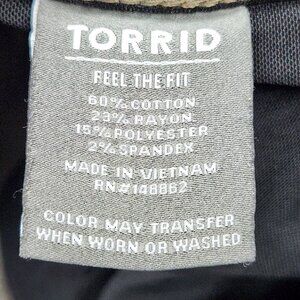 TORRID
FEEL THE FIT
60% COTTON
23% RAYON
15% POLYESTER
2% SPANDEX
MADE IN VIETNAM
RN#148862
COLOR MAY TRANSFER
WHEN WORN OR WASHED